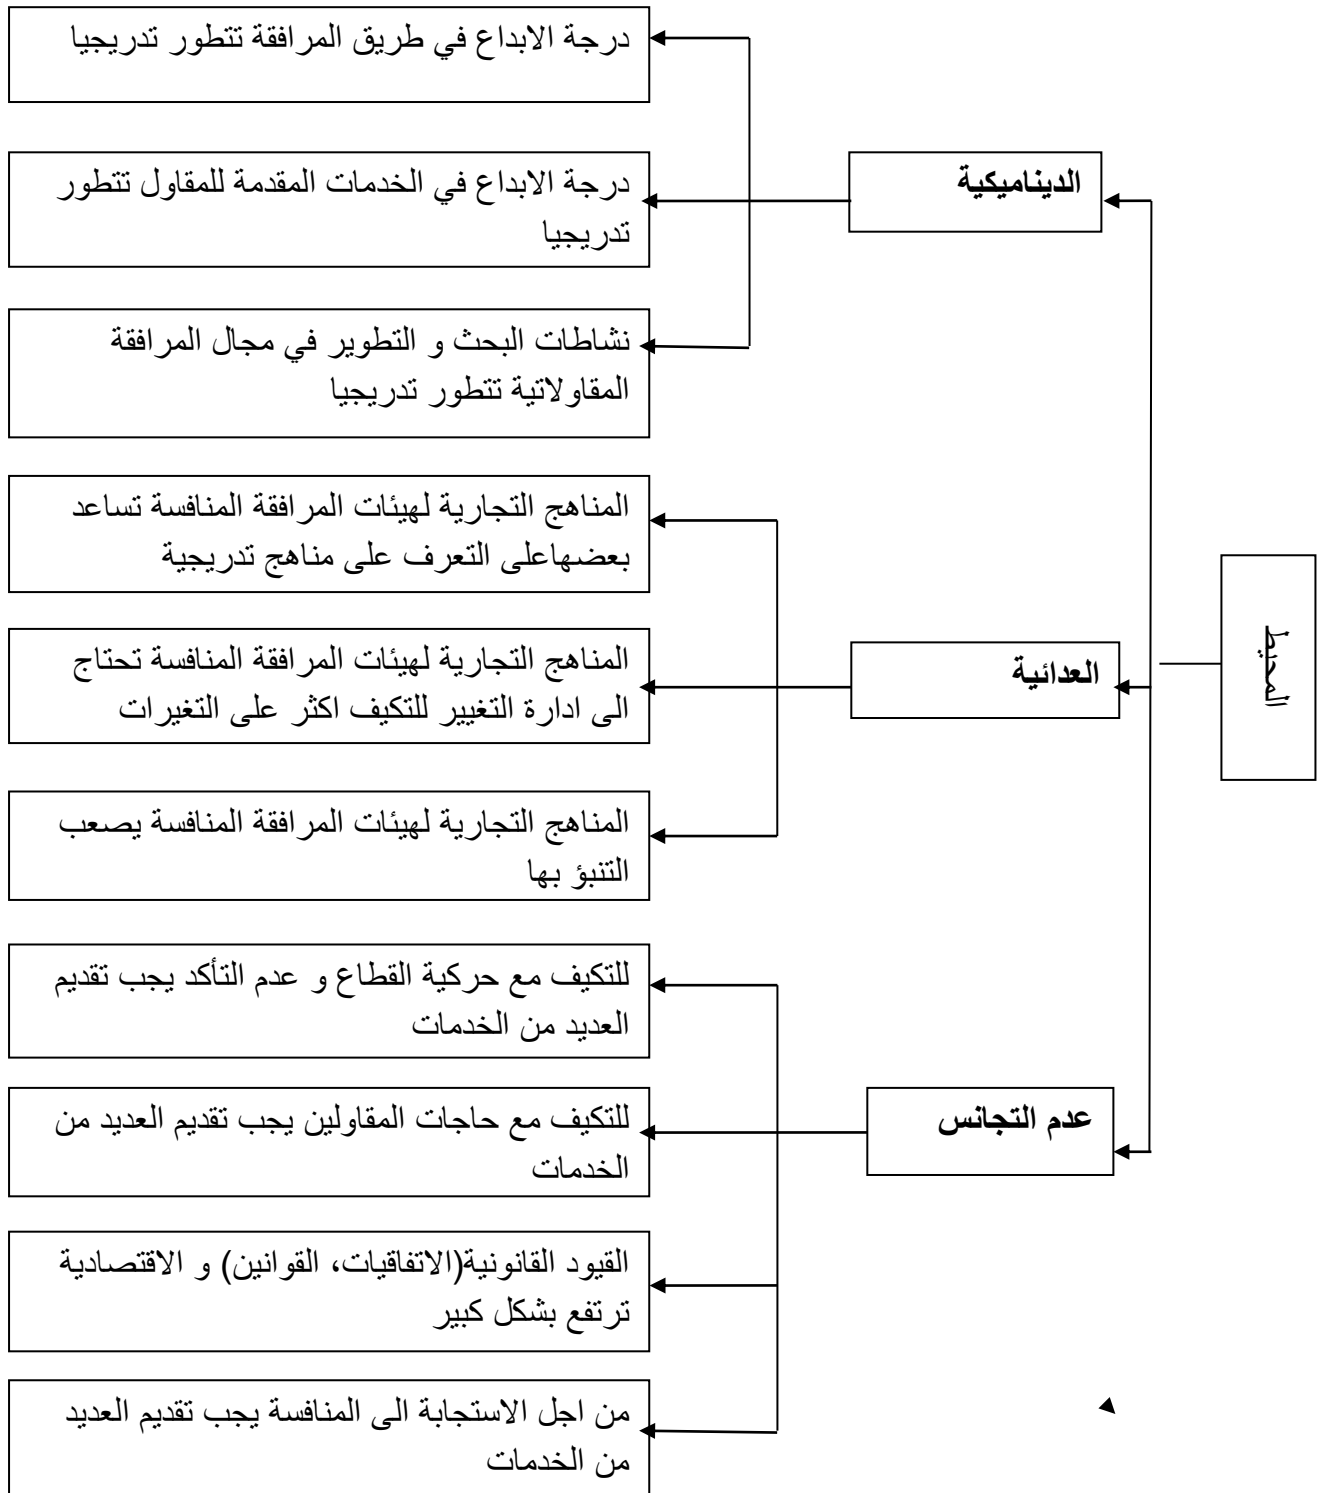 المحيط
الديناميكية
درجة الابداع في طريق المرافقة تتطور تدريجيا
درجة الابداع في الخدمات المقدمة للمقاول تتطور
تدريجيا
نشاطات البحث و التطوير في مجال المرافقة
المقاولاتية تتطور تدريجيا
العدائية
المناهج التجارية لهيئات المرافقة المنافسة تساعد
بعضهاعلى التعرف على مناهج تدريجية
المناهج التجارية لهيئات المرافقة المنافسة تحتاج
الى ادارة التغيير للتكيف اكثر على التغيرات
المناهج التجارية لهيئات المرافقة المنافسة يصعب
التنبؤ بها
عدم التجانس
للتكيف مع حركية القطاع و عدم التأكد يجب تقديم
العديد من الخدمات
للتكيف مع حاجات المقاولين يجب تقديم العديد من
الخدمات
القيود القانونية(الاتفاقيات، القوانين) و الاقتصادية
ترتفع بشكل كبير
من اجل الاستجابة الى المنافسة يجب تقديم العديد
من الخدمات